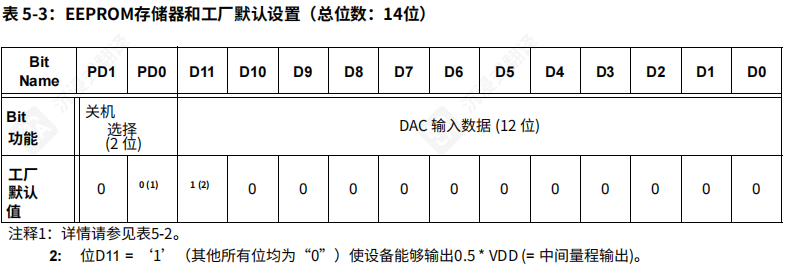 表 5-3：EEPROM存储器和工厂默认设置（总位数：14位）
Bit Name PD1 PD0 D11 D10 D9 D8 D7 D6 D5 D4 D3 D2 D1 D0
Bit 功能 关机 选择 (2 位) DAC 输入数据 (12 位)
工厂 默认 值 0 0 (1) 1 (2) 0 0 0 0 0 0 0 0 0 0 0
注释1：详情请参见表5-2。
2: 位D11 =‘1’（其他所有位均为“0”）使设备能够输出0.5 * VDD (= 中间量程输出)。